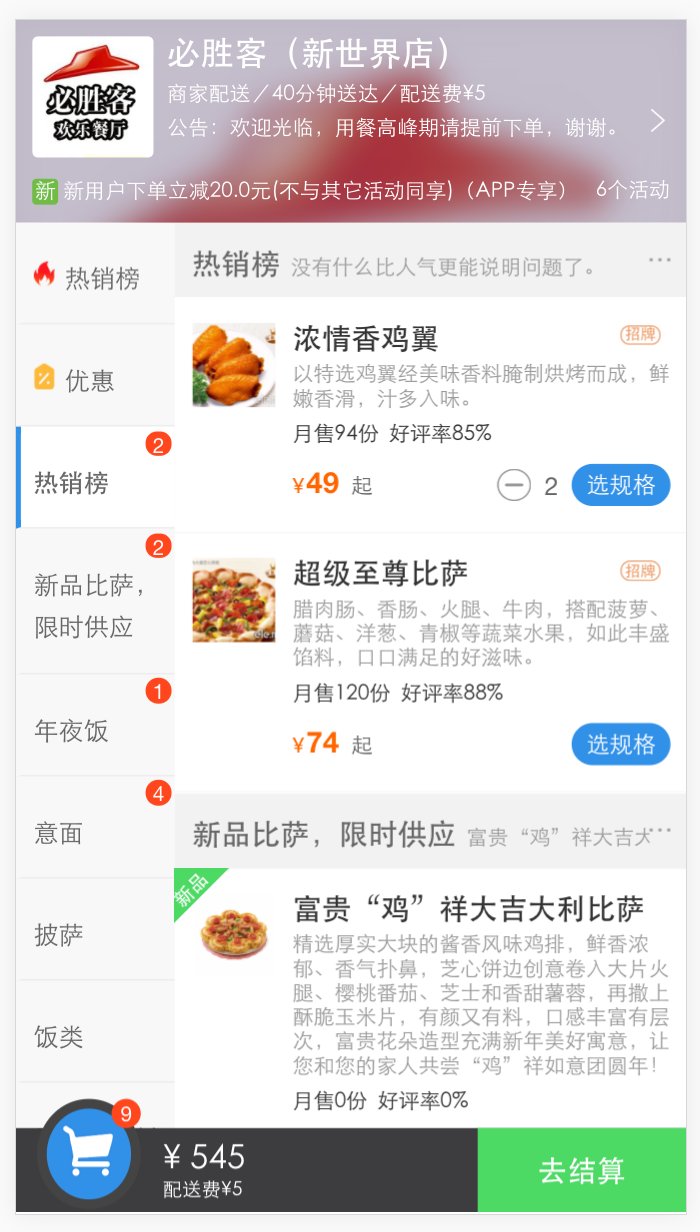 必胜客
欢乐餐厅
必胜客（新世界店）
商家配送／40分钟送达／配送费¥5
公告：欢迎光临，用餐高峰期请提前下单，谢谢。
新 新用户下单立减20.0元(不与其它活动同享)（APP专享） 6个活动
热销榜
优惠
2
热销榜
2
新品比萨，
限时供应
1
年夜饭
4
意面
披萨
饭类
热销榜 没有什么比人气更能说明问题了。 ...
浓情香鸡翼 招牌
以特选鸡翼经美味香料腌制烘烤而成，鲜
嫩香滑，汁多入味。
月售94份 好评率85%
¥49 起 2 选规格
超级至尊比萨 招牌
腊肉肠、香肠、火腿、牛肉，搭配菠萝、
蘑菇、洋葱、青椒等蔬菜水果，如此丰盛
馅料，口口满足的好滋味。
月售120份 好评率88%
¥74 起 选规格
新品比萨，限时供应 富贵“鸡”祥大吉大...
新品
富贵“鸡”祥大吉大利比萨
精选厚实大块的酱香风味鸡排，鲜香浓
郁、香气扑鼻，芝心饼边创意卷入大片火
腿、樱桃番茄、芝士和香甜薯蓉，再撒上
酥脆玉米片，有颜又有料，口感丰富有层
次，富贵花朵造型充满新年美好寓意，让
您和您的家人共尝“鸡”祥如意团圆年！
月售0份 好评率0%
9
¥ 545
配送费¥5
去结算